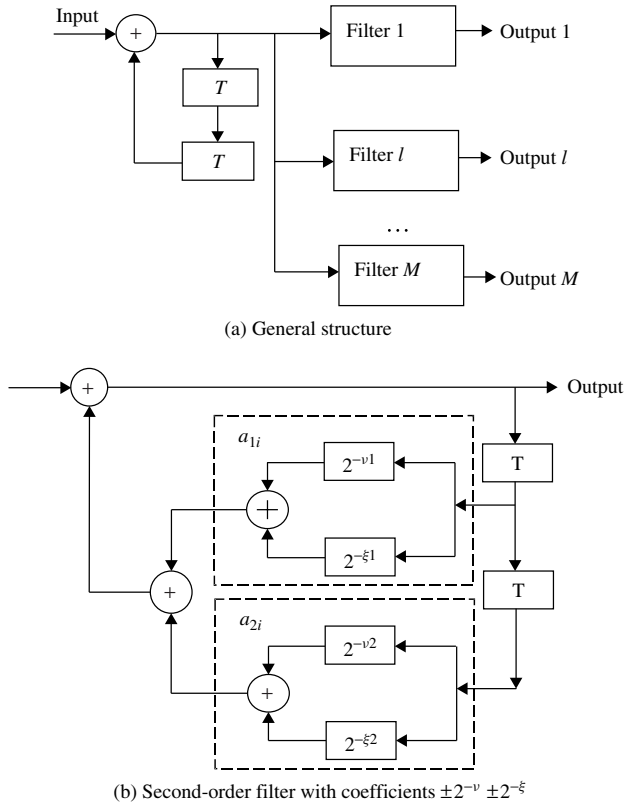 Input
+
Filter 1
Output 1
T
T
Filter l
Output l
...
Filter M
Output M
(a) General structure
+
Output
a₁ᵢ
2^−ν1
T
+
2^−ξ1
T
+
a₂ᵢ
2^−ν2
+
2^−ξ2
(b) Second-order filter with coefficients ±2^−ν ±2^−ξ